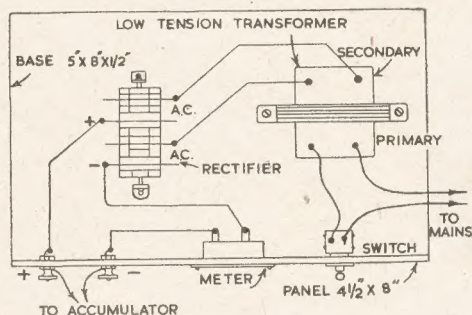 LOW TENSION TRANSFORMER
SECONDARY
BASE 5"X8"X1/2"
A.C.
+
A.C.
PRIMARY
−
RECTIFIER
TO
MAINS
SWITCH
+
−
METER
PANEL 4 1/2" X 8"
TO ACCUMULATOR